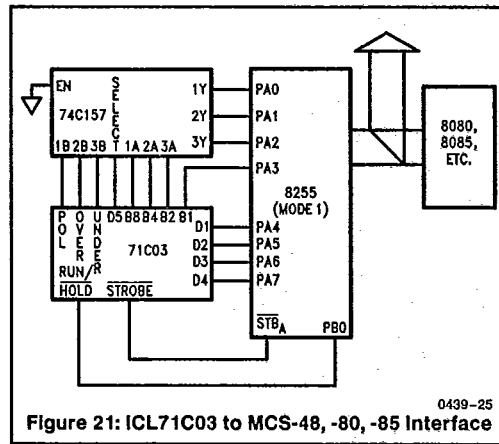 EN
SELECT
1Y
2Y
3Y
74C157
1B 2B 3B 1A 2A 3A
PA0
PA1
PA2
PA3
8255
(MODE 1)
PA4
PA5
PA6
PA7
STB A
PB0
8080,
8085,
ETC.
POL
OVER
UNDER
D5 B8 B4 B2 B1
D1
D2
D3
D4
71C03
RUN/
HOLD
STROBE
0439-25
Figure 21: ICL71C03 to MCS-48, -80, -85 Interface